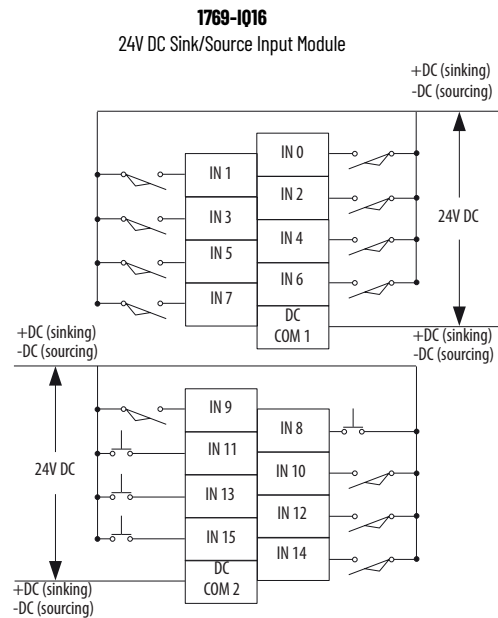 1769-IQ16
24V DC Sink/Source Input Module
+DC (sinking)
-DC (sourcing)
IN 0
IN 1
IN 2
IN 3
24V DC
IN 4
IN 5
IN 6
IN 7
DC
COM 1
+DC (sinking)
-DC (sourcing)
+DC (sinking)
-DC (sourcing)
IN 9
IN 8
IN 11
24V DC
IN 10
IN 13
IN 12
IN 15
IN 14
DC
COM 2
+DC (sinking)
-DC (sourcing)